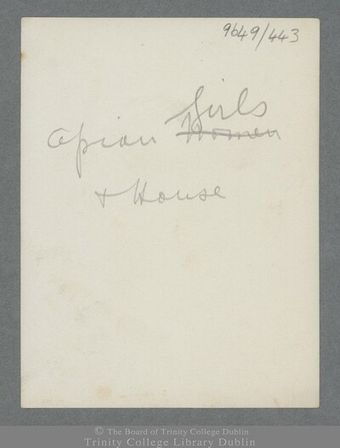 9649/443
Girls
Apian ~~Women~~
+ House
© The Board of Trinity College Dublin
Trinity College Library Dublin